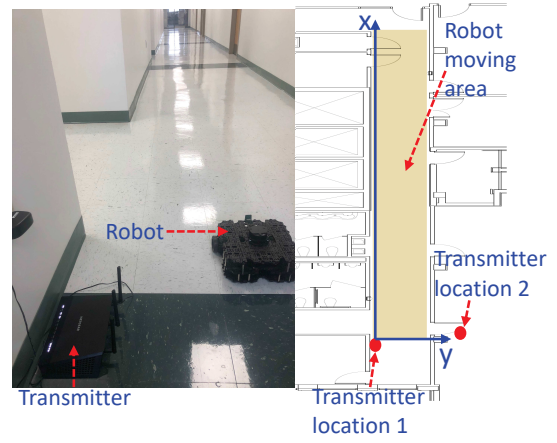 Robot
Transmitter
x
Robot
moving
area
Transmitter
location 2
y
Transmitter
location 1